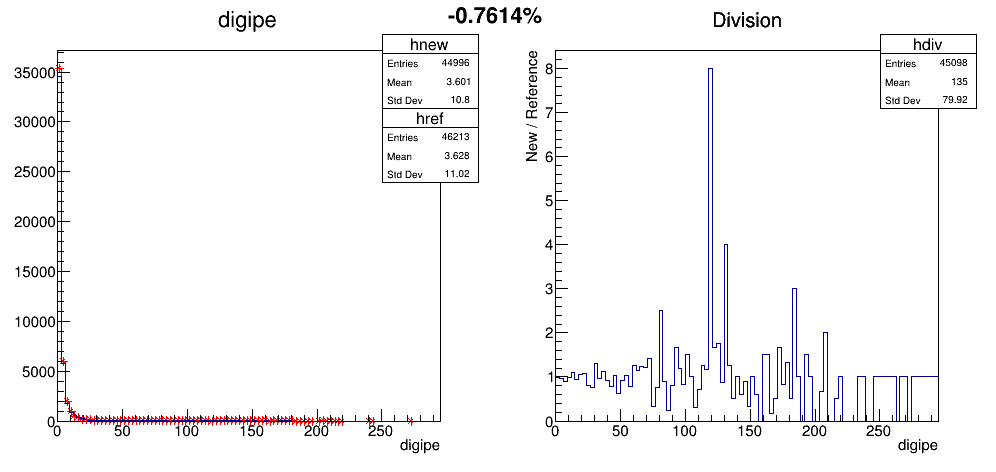 -0.7614%
digipe
hnew
Entries 44996
Mean 3.601
Std Dev 10.8
href
Entries 46213
Mean 3.628
Std Dev 11.02
35000
30000
25000
20000
15000
10000
5000
0
0 50 100 150 200 250
digipe
Division
hdiv
Entries 45098
Mean 135
Std Dev 79.92
New / Reference
8
7
6
5
4
3
2
1
0
0 50 100 150 200 250
digipe